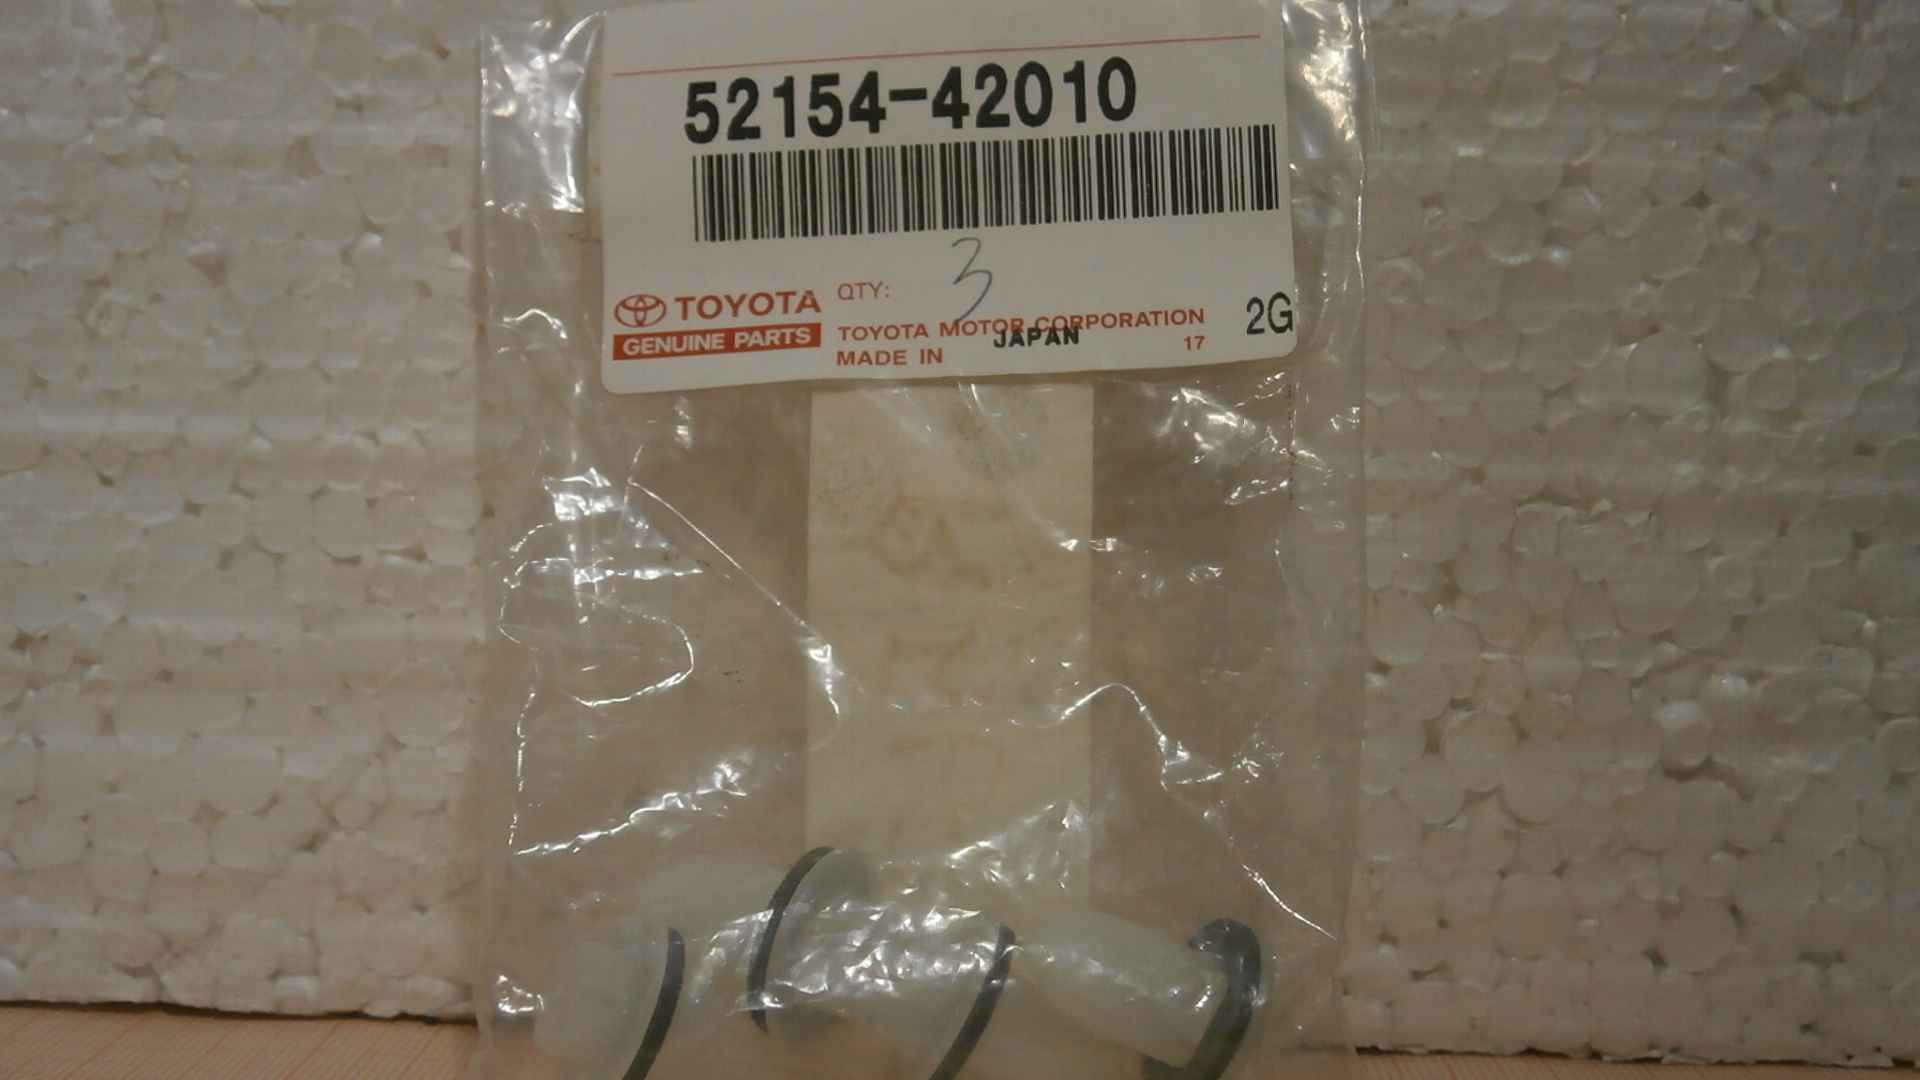 52154-42010
QTY: 3
TOYOTA
GENUINE PARTS
TOYOTA MOTOR CORPORATION
MADE IN JAPAN
17
2G